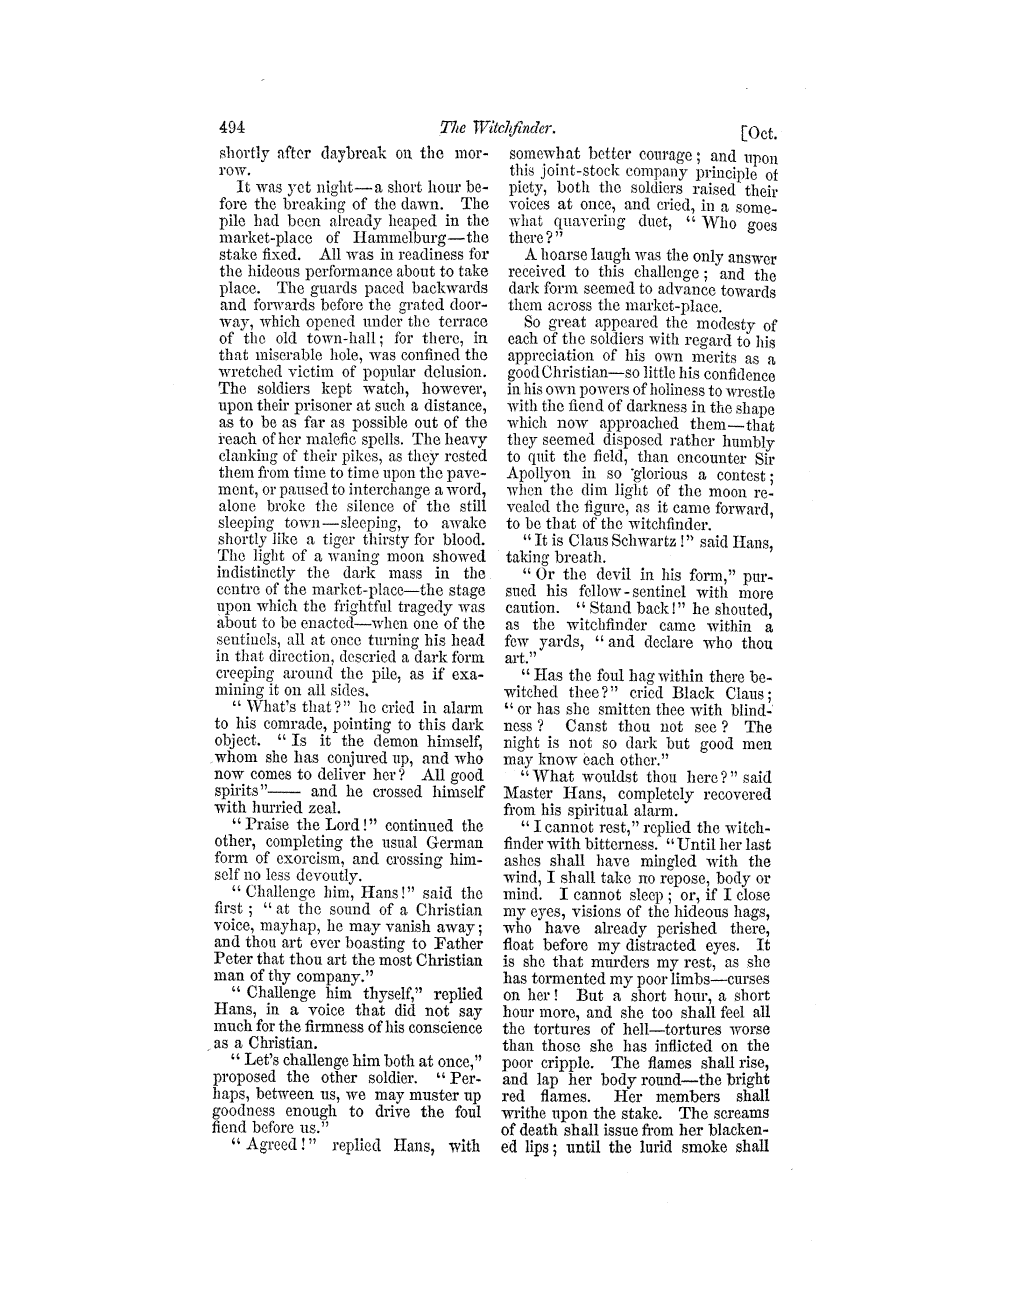 494 The Witchfinder. [Oct.
shortly after daybreak on the mor-
row.
It was yet night—a short hour be-
fore the breaking of the dawn. The
pile had been already heaped in the
market-place of Hammelburg—the
stake fixed. All was in readiness for
the hideous performance about to take
place. The guards paced backwards
and forwards before the grated door-
way, which opened under the terrace
of the old town-hall; for there, in
that miserable hole, was confined the
wretched victim of popular delusion.
The soldiers kept watch, however,
upon their prisoner at such a distance,
as to be as far as possible out of the
reach of her malefic spells. The heavy
clanking of their pikes, as they rested
them from time to time upon the pave-
ment, or paused to interchange a word,
alone broke the silence of the still
sleeping town—sleeping, to awake
shortly like a tiger thirsty for blood.
The light of a waning moon showed
indistinctly the dark mass in the
centre of the market-place—the stage
upon which the frightful tragedy was
about to be enacted—when one of the
sentinels, all at once turning his head
in that direction, descried a dark form
creeping around the pile, as if exa-
mining it on all sides.
"What's that?" he cried in alarm
to his comrade, pointing to this dark
object. "Is it the demon himself,
whom she has conjured up, and who
now comes to deliver her? All good
spirits"—— and he crossed himself
with hurried zeal.
"Praise the Lord!" continued the
other, completing the usual German
form of exorcism, and crossing him-
self no less devoutly.
"Challenge him, Hans!" said the
first; "at the sound of a Christian
voice, mayhap, he may vanish away;
and thou art ever boasting to Father
Peter that thou art the most Christian
man of thy company."
"Challenge him thyself," replied
Hans, in a voice that did not say
much for the firmness of his conscience
as a Christian.
"Let's challenge him both at once,"
proposed the other soldier. "Per-
haps, between us, we may muster up
goodness enough to drive the foul
fiend before us."
"Agreed!" replied Hans, with
somewhat better courage; and upon
this joint-stock company principle of
piety, both the soldiers raised their
voices at once, and cried, in a some-
what quavering duet, "Who goes
there?"
A hoarse laugh was the only answer
received to this challenge; and the
dark form seemed to advance towards
them across the market-place.
So great appeared the modesty of
each of the soldiers with regard to his
appreciation of his own merits as a
good Christian—so little his confidence
in his own powers of holiness to wrestle
with the fiend of darkness in the shape
which now approached them—that
they seemed disposed rather humbly
to quit the field, than encounter Sir
Apollyon in so glorious a contest;
when the dim light of the moon re-
vealed the figure, as it came forward,
to be that of the witchfinder.
"It is Claus Schwartz!" said Hans,
taking breath.
"Or the devil in his form," pur-
sued his fellow-sentinel with more
caution. "Stand back!" he shouted,
as the witchfinder came within a
few yards, "and declare who thou
art."
"Has the foul hag within there be-
witched thee?" cried Black Claus;
"or has she smitten thee with blind-
ness? Canst thou not see? The
night is not so dark but good men
may know each other."
"What wouldst thou here?" said
Master Hans, completely recovered
from his spiritual alarm.
"I cannot rest," replied the witch-
finder with bitterness. "Until her last
ashes shall have mingled with the
wind, I shall take no repose, body or
mind. I cannot sleep; or, if I close
my eyes, visions of the hideous hags,
who have already perished there,
float before my distracted eyes. It
is she that murders my rest, as she
has tormented my poor limbs—curses
on her! But a short hour, a short
hour more, and she too shall feel all
the tortures of hell—tortures worse
than those she has inflicted on the
poor cripple. The flames shall rise,
and lap her body round—the bright
red flames. Her members shall
writhe upon the stake. The screams
of death shall issue from her blacken-
ed lips; until the lurid smoke shall